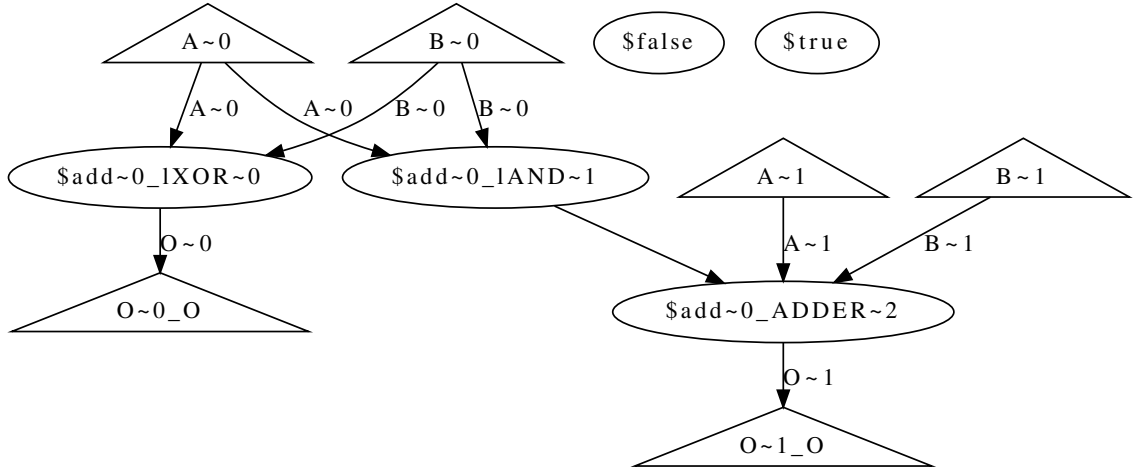 A~0
B~0
$false
$true
A~0
A~0
B~0
B~0
$add~0_lXOR~0
$add~0_lAND~1
A~1
B~1
O~0
A~1
B~1
O~0_O
$add~0_ADDER~2
O~1
O~1_O